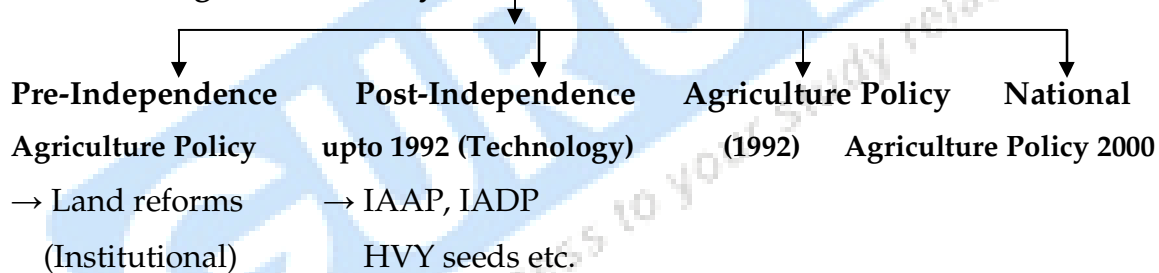 Pre-Independence Post-Independence Agriculture Policy National
Agriculture Policy upto 1992 (Technology) (1992) Agriculture Policy 2000
→ Land reforms → IAAP, IADP
(Institutional) HVY seeds etc.